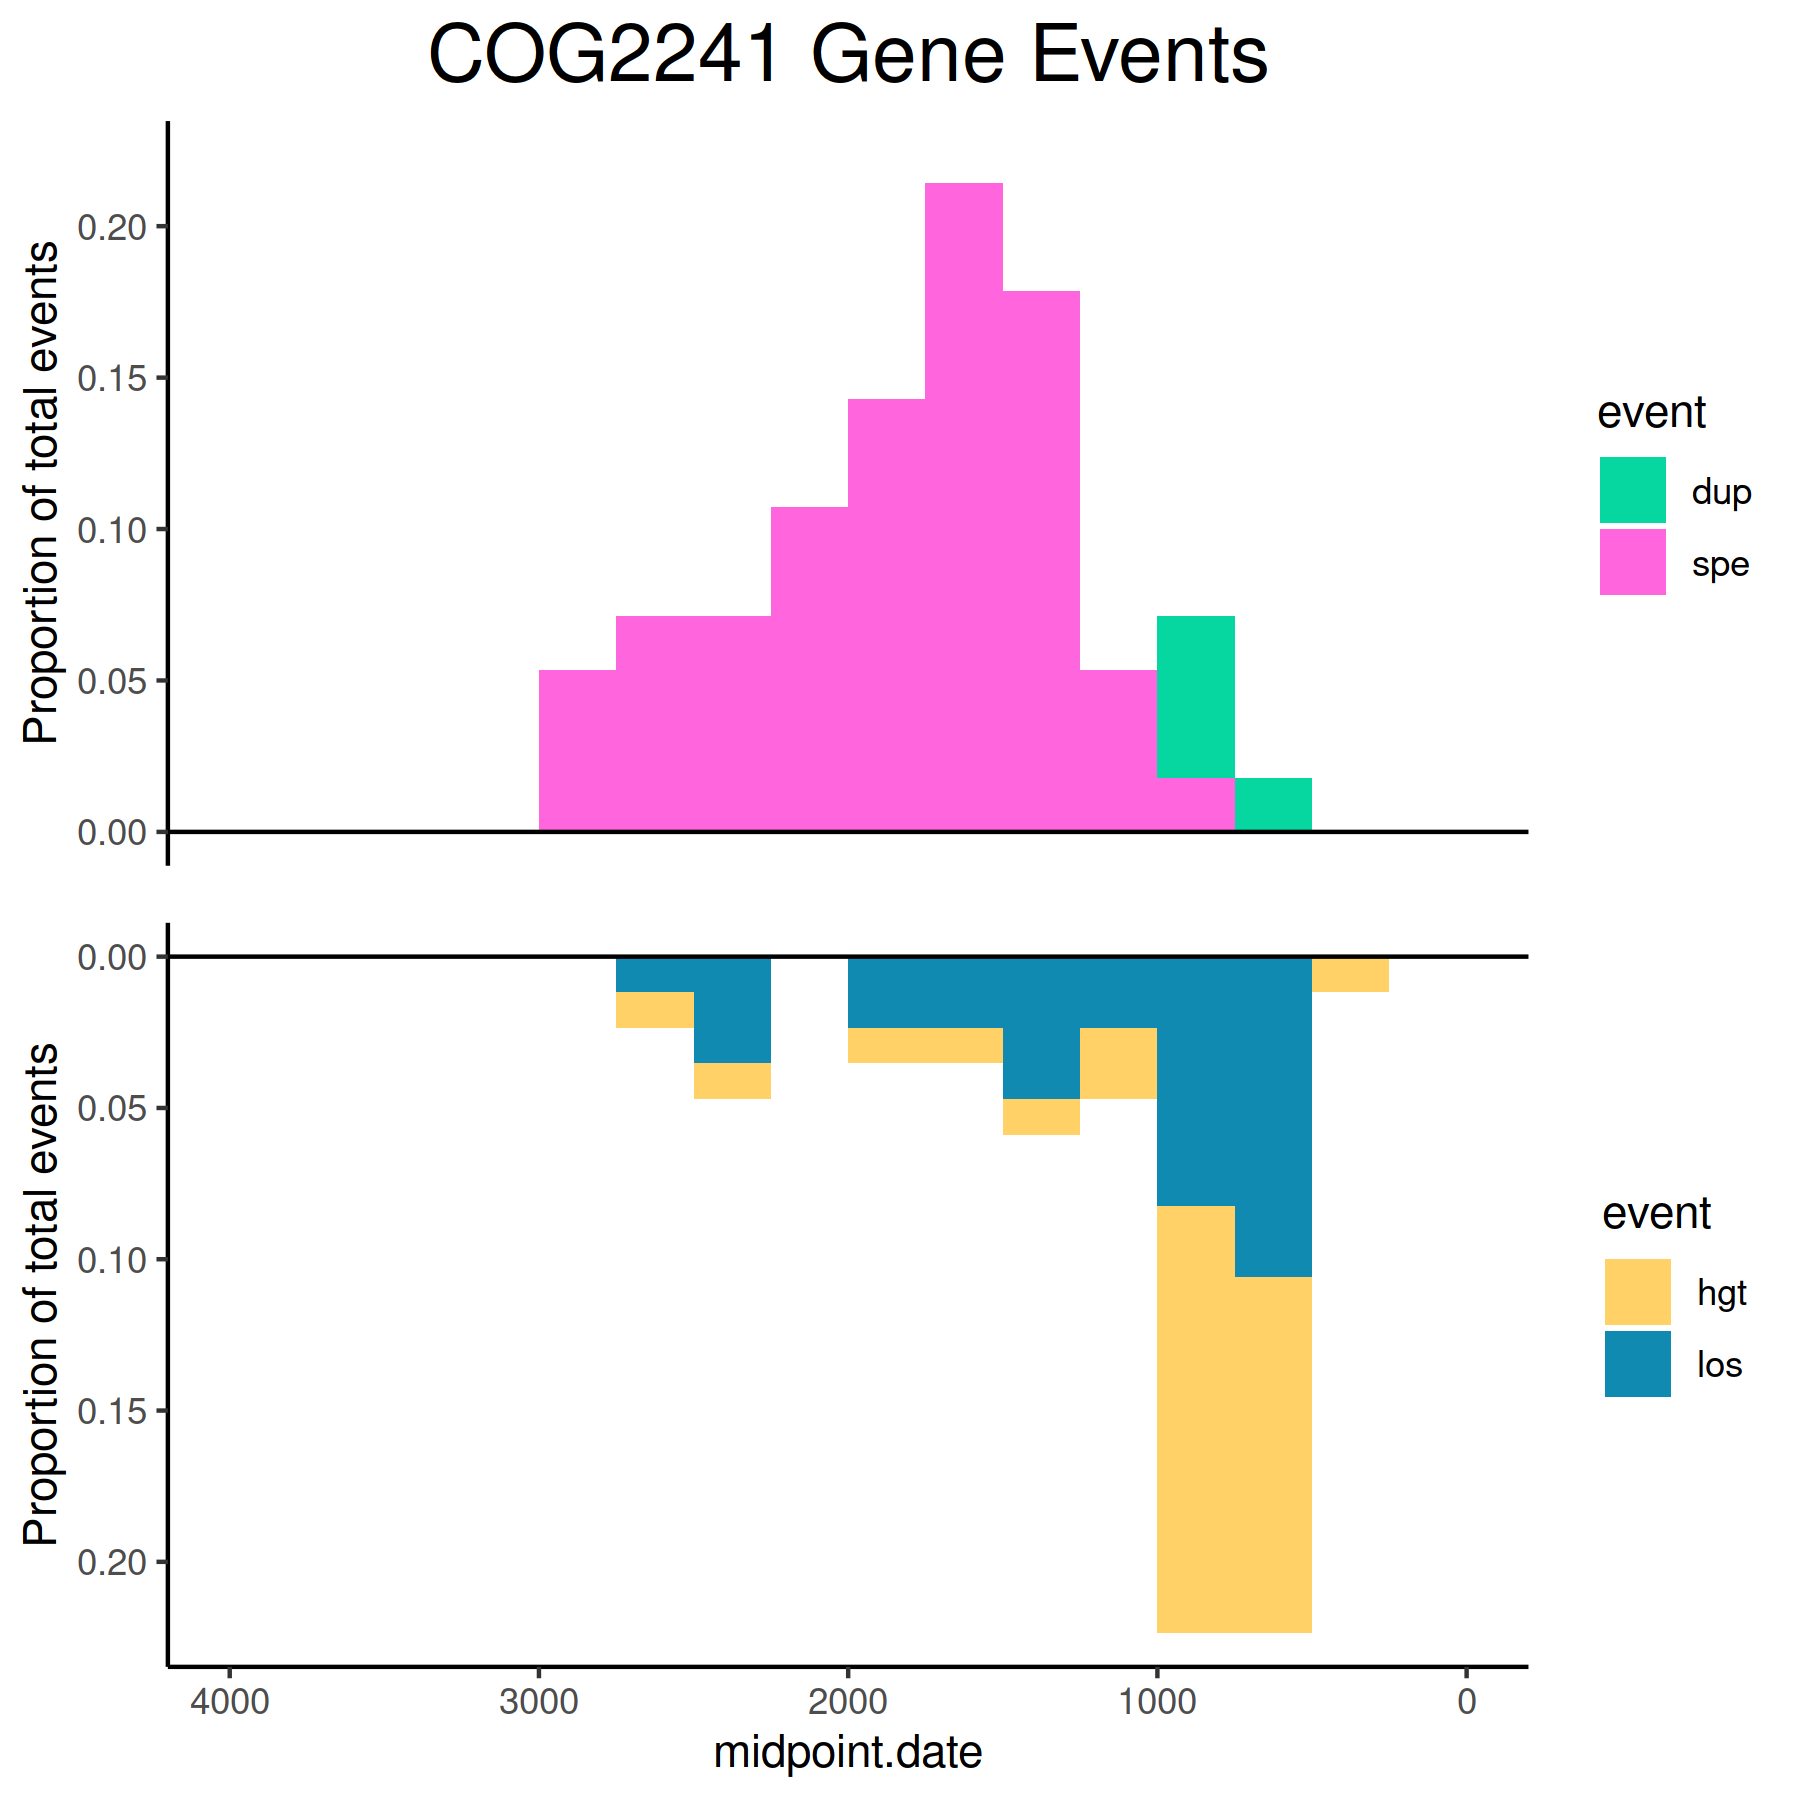 COG2241 Gene Events
Proportion of total events
0.20
0.15
0.10
0.05
0.00
event
dup
spe
Proportion of total events
0.00
0.05
0.10
0.15
0.20
event
hgt
los
4000 3000 2000 1000 0
midpoint.date